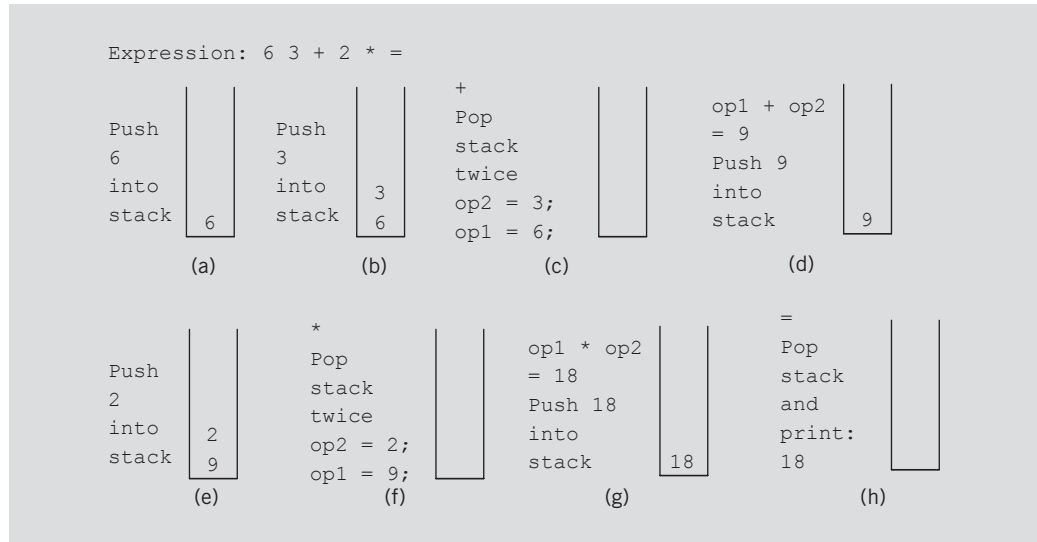 Expression: 6 3 + 2 * =
Push
6
into
stack
6
(a)
Push
3
into
stack
3
6
(b)
+
Pop
stack
twice
op2 = 3;
op1 = 6;
(c)
op1 + op2
= 9
Push 9
into
stack
9
(d)
Push
2
into
stack
2
9
(e)
*
Pop
stack
twice
op2 = 2;
op1 = 9;
(f)
op1 * op2
= 18
Push 18
into
stack
18
(g)
=
Pop
stack
and
print:
18
(h)